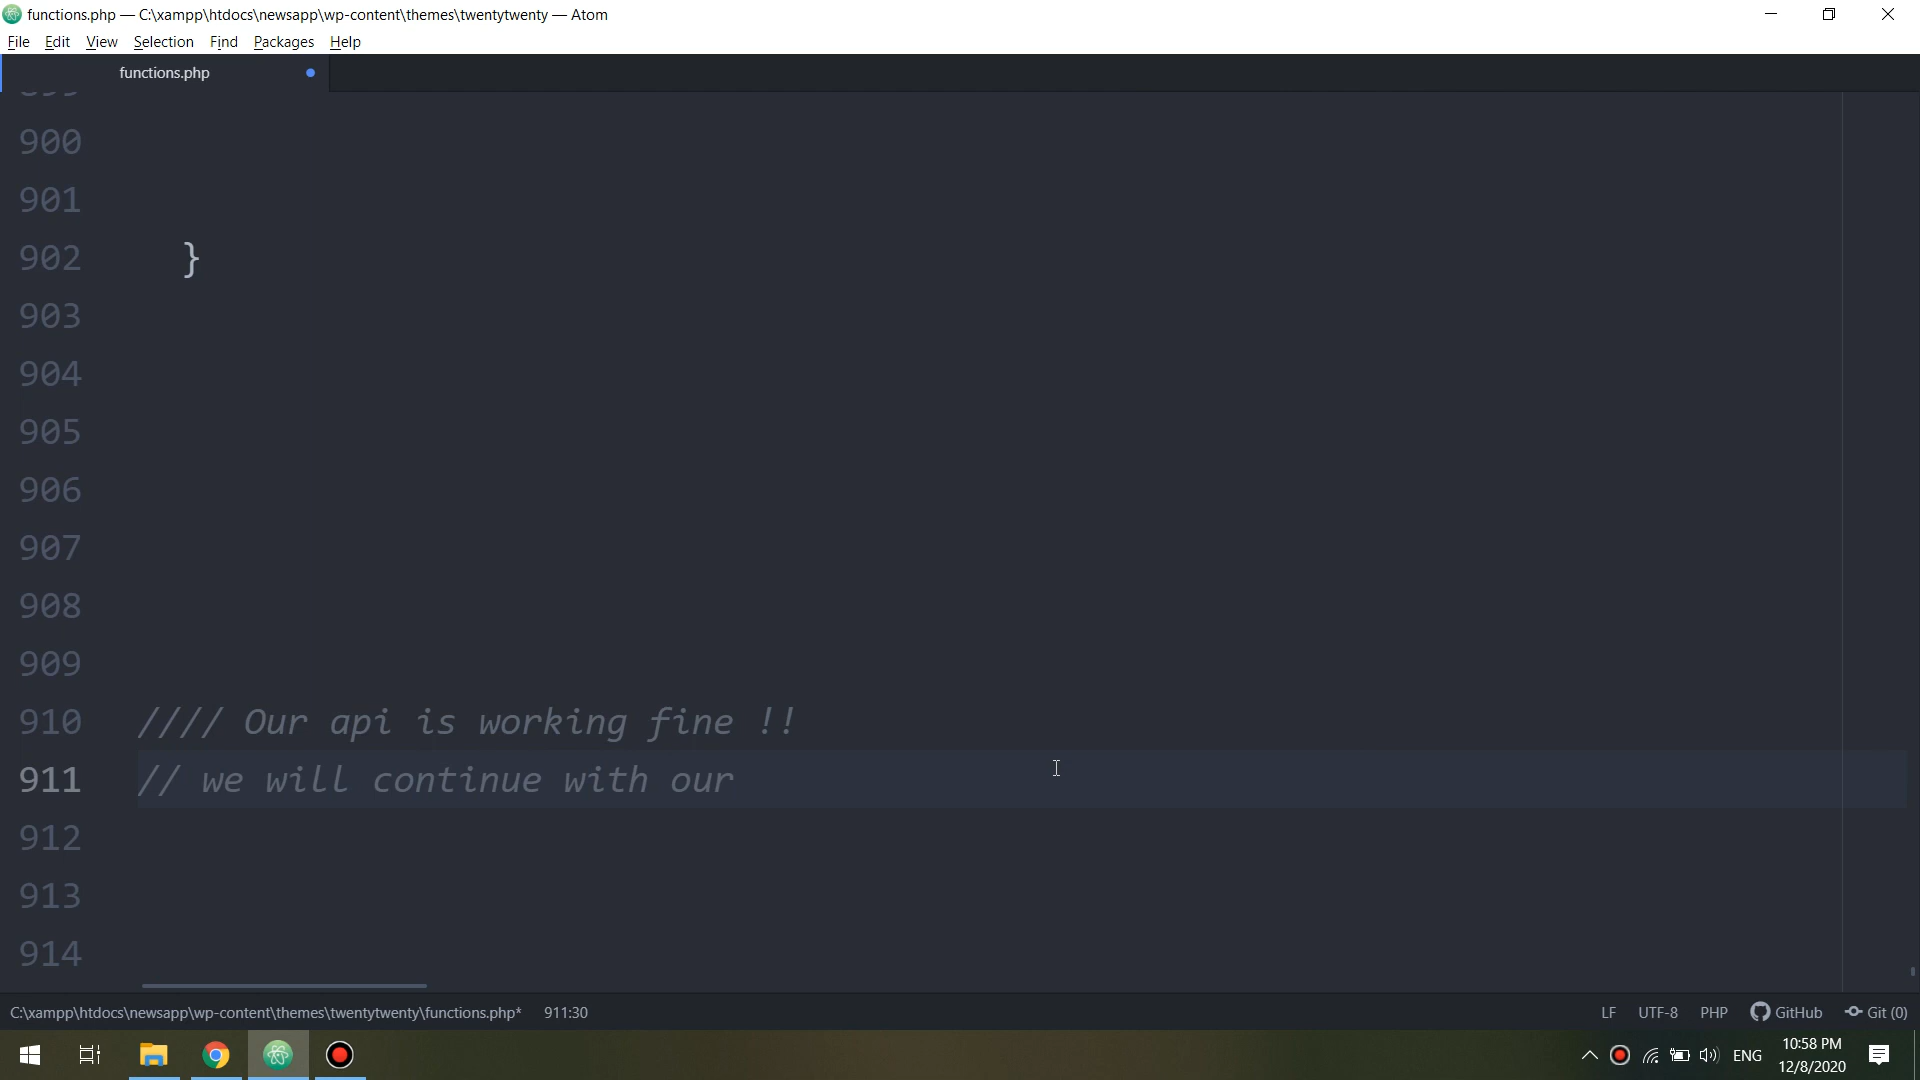 functions.php — C:\xampp\htdocs\newsapp\wp-content\themes\twentytwenty — Atom
File Edit View Selection Find Packages Help
functions.php
899
900
901
902 }
903
904
905
906
907
908
909
910 //// Our api is working fine !!
911 // we will continue with our
912
913
914
C:\xampp\htdocs\newsapp\wp-content\themes\twentytwenty\functions.php* 911:30 LF UTF-8 PHP GitHub Git (0)
ENG 10:58 PM
12/8/2020